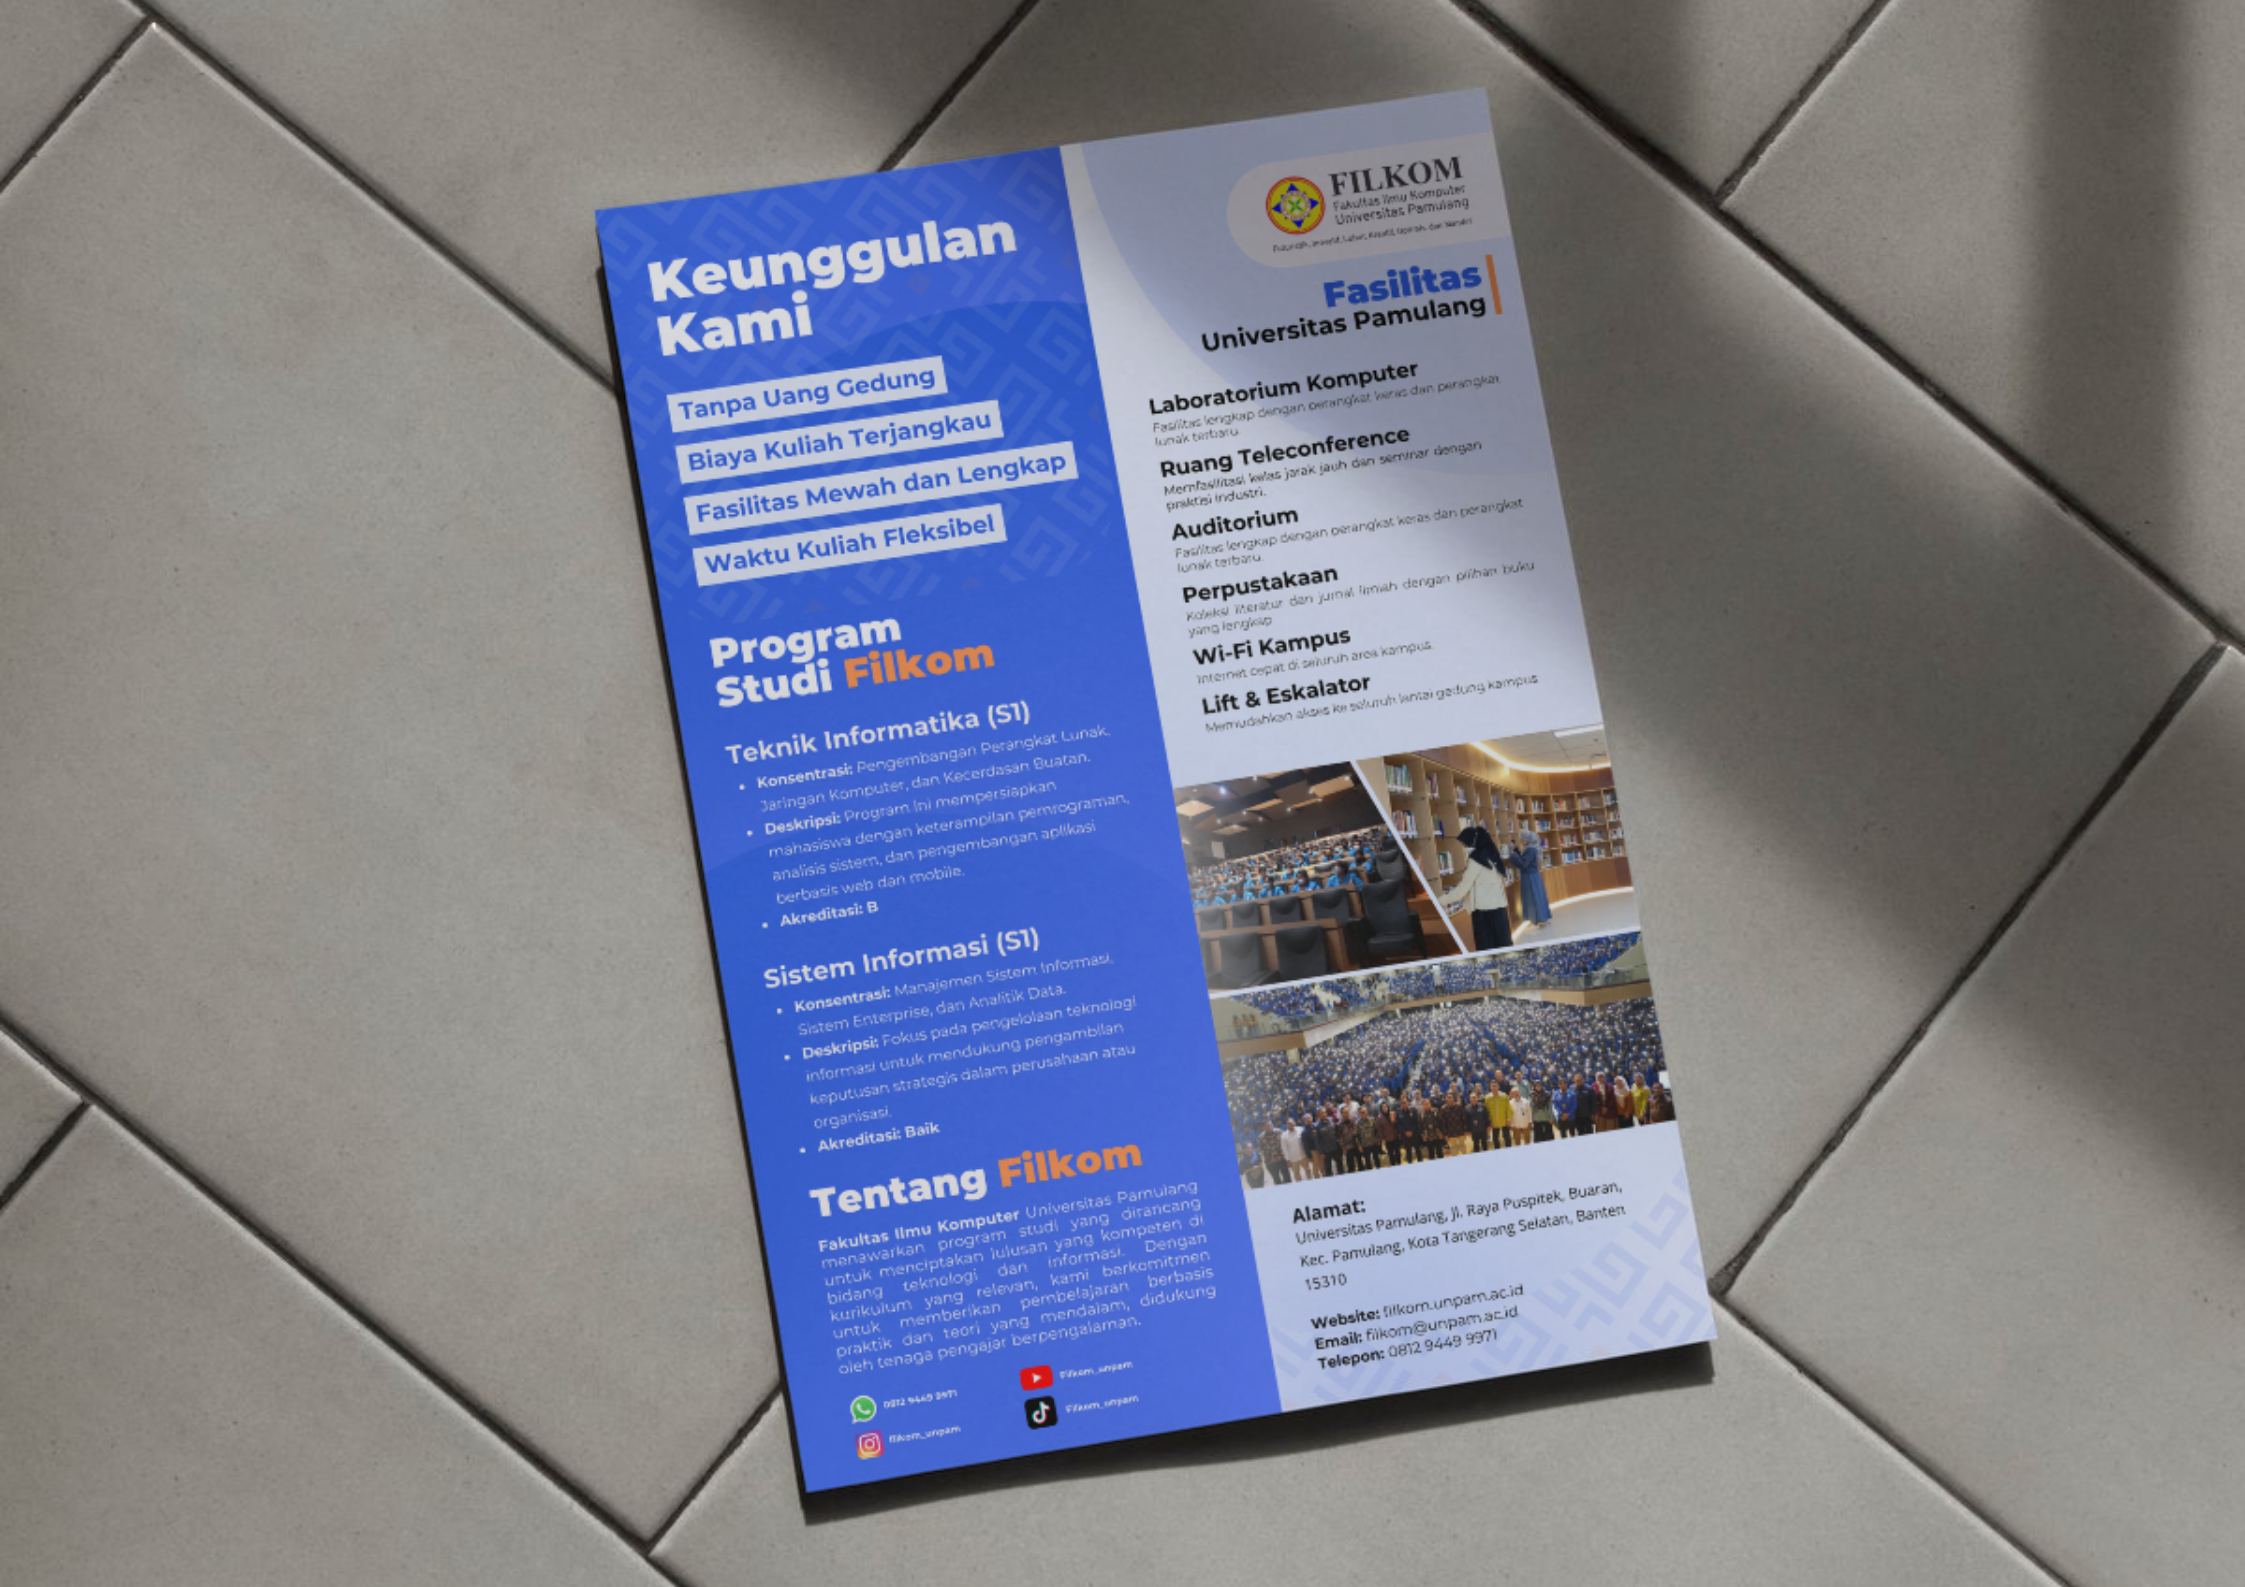 Keunggulan
Kami
Tanpa Uang Gedung
Biaya Kuliah Terjangkau
Fasilitas Mewah dan Lengkap
Waktu Kuliah Fleksibel
Program
Studi Filkom
Teknik Informatika (S1)
• Konsentrasi: Pengembangan Perangkat Lunak,
Jaringan Komputer, dan Kecerdasan Buatan.
• Deskripsi: Program ini mempersiapkan
mahasiswa dengan keterampilan pemrograman,
analisis sistem, dan pengembangan aplikasi
berbasis web dan mobile.
• Akreditasi: B
Sistem Informasi (S1)
• Konsentrasi: Manajemen Sistem Informasi,
Sistem Enterprise, dan Analitik Data.
• Deskripsi: Fokus pada pengelolaan teknologi
informasi untuk mendukung pengambilan
keputusan strategis dalam perusahaan atau
organisasi.
• Akreditasi: Baik
Tentang Filkom
Fakultas Ilmu Komputer Universitas Pamulang
menawarkan program studi yang dirancang
untuk menciptakan lulusan yang kompeten di
bidang teknologi dan informasi. Dengan
kurikulum yang relevan, kami berkomitmen
untuk memberikan pembelajaran berbasis
praktik dan teori yang mendalam, didukung
oleh tenaga pengajar berpengalaman.
0812 9449 9971
Filkom_unpam
filkom_unpam
Filkom_unpam
FILKOM
Fakultas Ilmu Komputer
Universitas Pamulang
Fasilitas
Universitas Pamulang
Laboratorium Komputer
Fasilitas lengkap dengan perangkat keras dan perangkat
lunak terbaru.
Ruang Teleconference
Memfasilitasi kelas jarak jauh dan seminar dengan
praktisi industri.
Auditorium
Fasilitas lengkap dengan perangkat keras dan perangkat
lunak terbaru.
Perpustakaan
Koleksi literatur dan jurnal ilmiah dengan pilihan buku
yang lengkap
Wi-Fi Kampus
Internet cepat di seluruh area kampus.
Lift & Eskalator
Memudahkan akses ke seluruh lantai gedung kampus
Alamat:
Universitas Pamulang, Jl. Raya Puspitek, Buaran,
Kec. Pamulang, Kota Tangerang Selatan, Banten
15310
Website: filkom.unpam.ac.id
Email: filkom@unpam.ac.id
Telepon: 0812 9449 9971